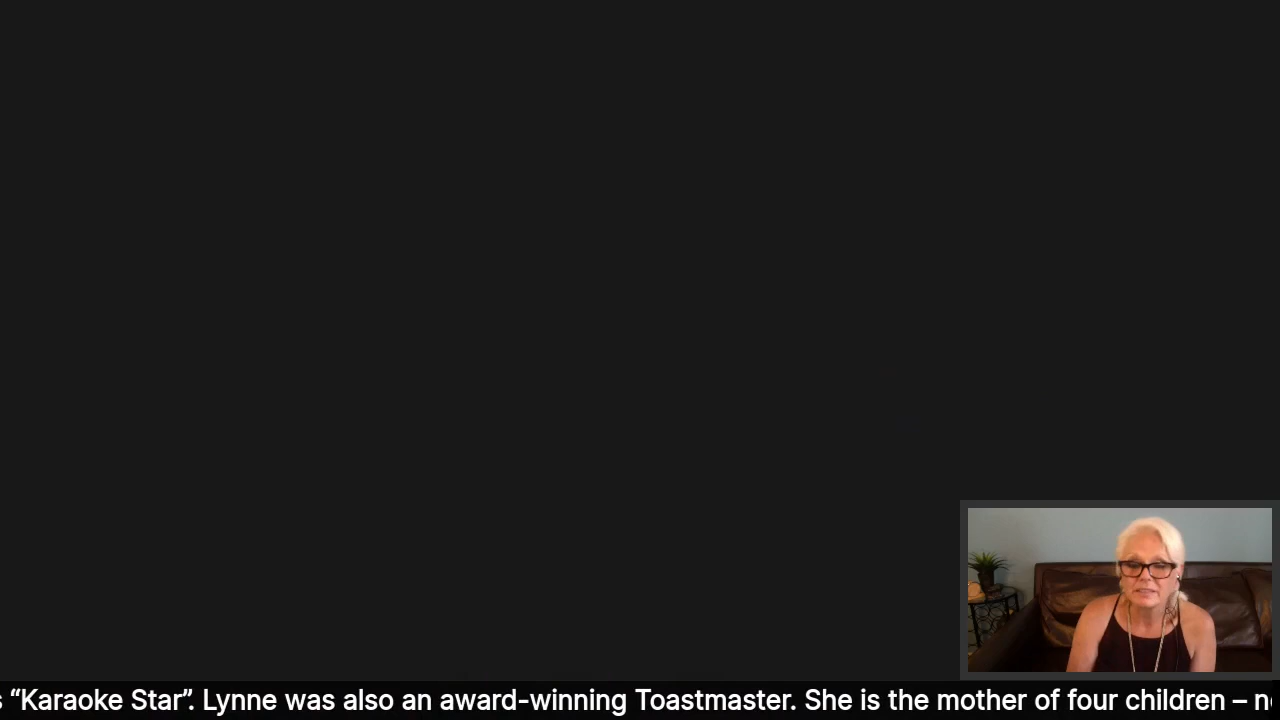 “Karaoke Star”. Lynne was also an award-winning Toastmaster. She is the mother of four children –